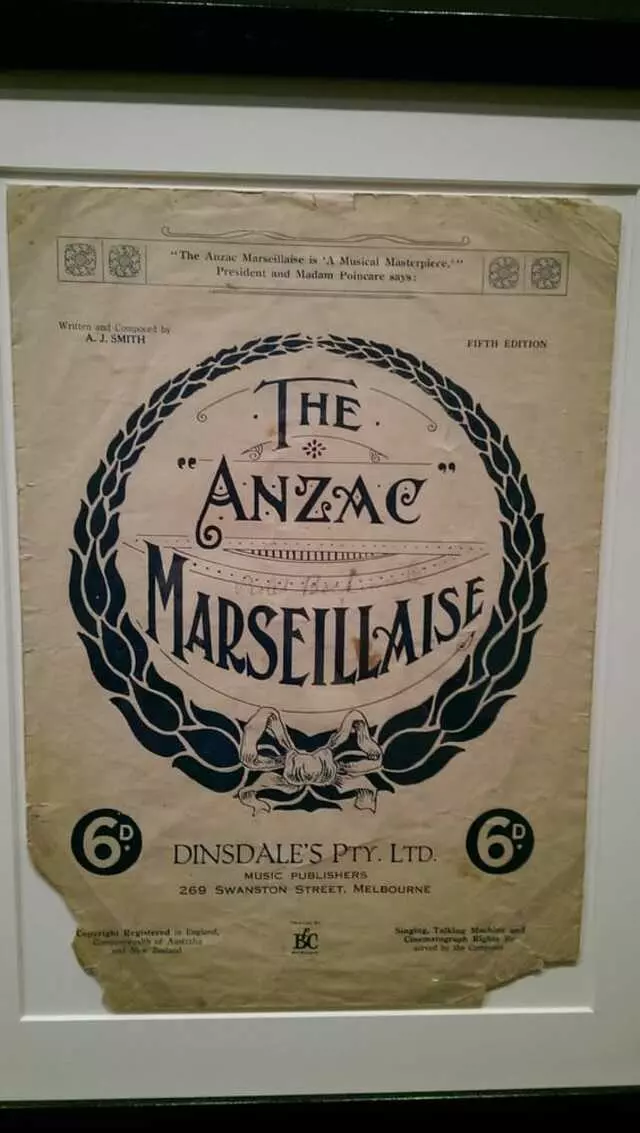 "The Anzac Marseillaise is 'A Musical Masterpiece,'"
President and Madam Poincare says:
Written and Composed by
A. J. SMITH
FIFTH EDITION
THE
"ANZAC"
MARSEILLAISE
6D.
6D.
DINSDALE'S PTY. LTD.
MUSIC PUBLISHERS
269 SWANSTON STREET, MELBOURNE
Copyright Registered in England,
Commonwealth of Australia
and New Zealand
Singing, Talking Machine and
Cinematograph Rights Re-
served by the Composer